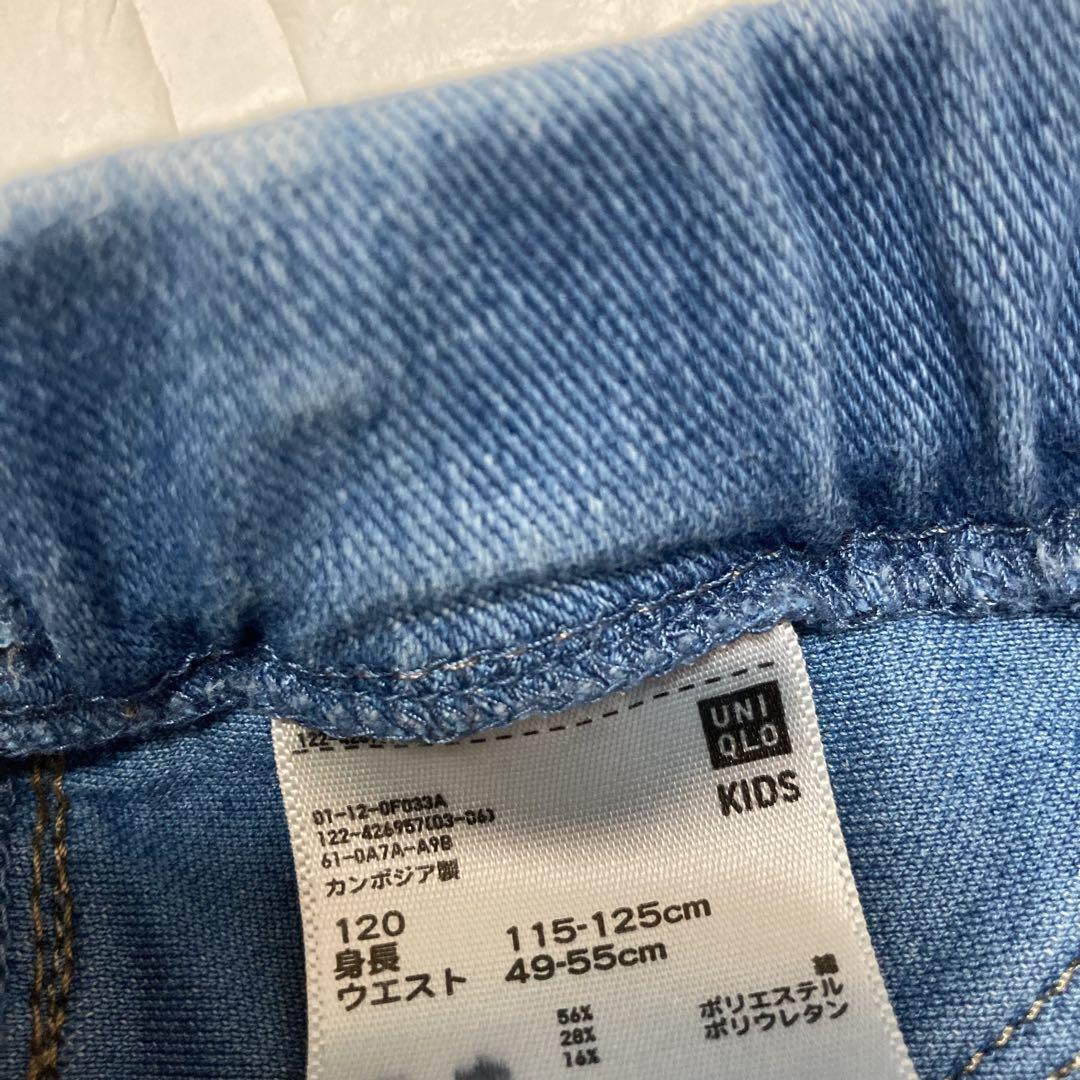 UNI
QLO
KIDS
01-12-0F033A
122-426957(03-06)
61-0A7A-A9B
カンボジア製
120
身長 115-125cm
ウエスト 49-55cm
56% 綿
28% ポリエステル
16% ポリウレタン